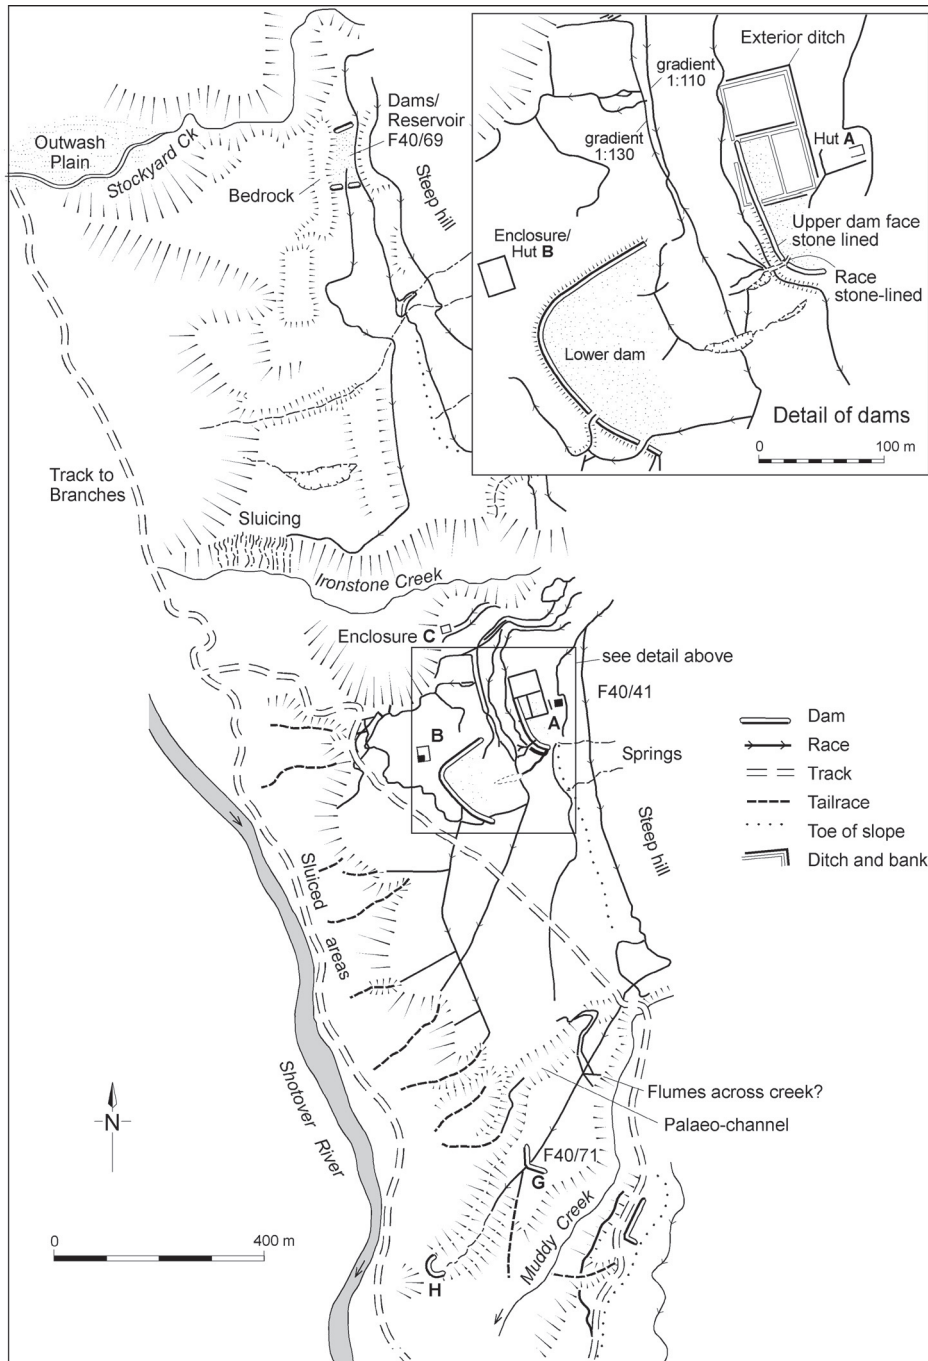 Exterior ditch
gradient
1:110
Dams/
Reservoir
F40/69
Outwash
Plain
Stockyard Ck
gradient
1:130
Hut A
Bedrock
Steep hill
Enclosure/
Hut B
Upper dam face
stone lined
Race
stone-lined
Lower dam
Detail of dams
0
100 m
Track to
Branches
Sluicing
Ironstone Creek
Enclosure C
see detail above
F40/41
A
B
Springs
Dam
Race
Track
Tailrace
Toe of slope
Ditch and bank
Steep hill
Sluiced
areas
Shotover River
N
Flumes across creek?
Palaeo-channel
F40/71
G
Muddy Creek
0
400 m
H